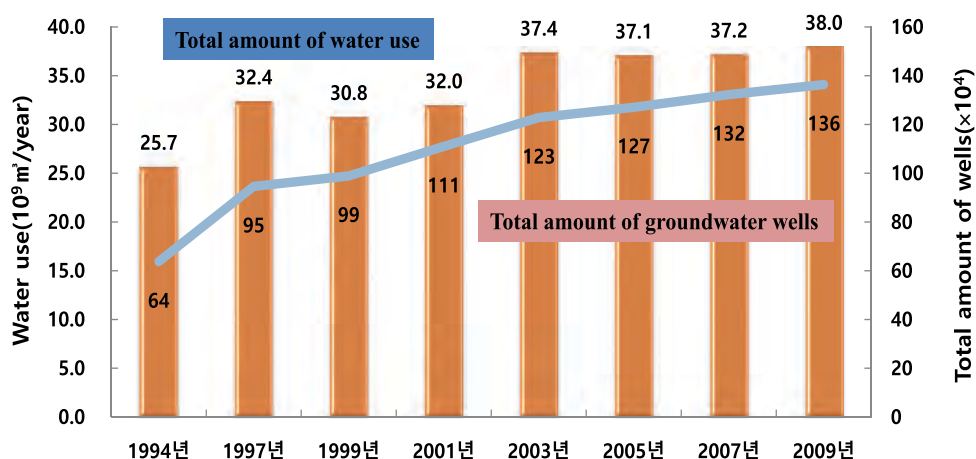 40.0
35.0
30.0
25.0
20.0
15.0
10.0
5.0
0.0
Water use(10⁹㎥/year)
Total amount of water use
25.7
32.4
30.8
32.0
37.4
37.1
37.2
38.0
64
95
99
111
123
127
132
136
Total amount of groundwater wells
160
140
120
100
80
60
40
20
0
Total amount of wells(×10⁴)
1994년
1997년
1999년
2001년
2003년
2005년
2007년
2009년